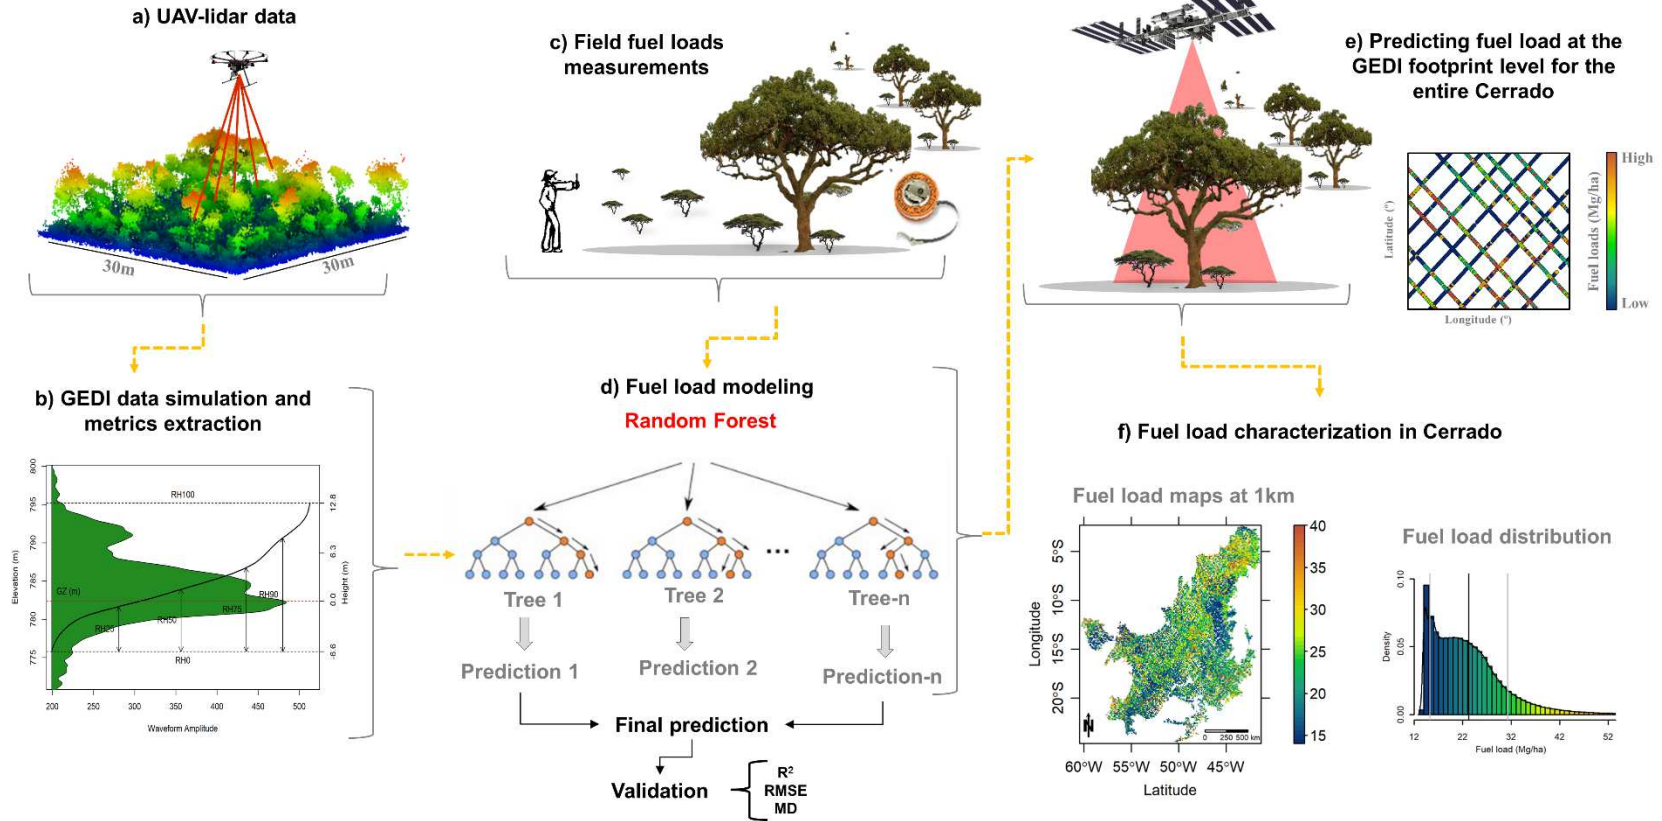 a) UAV-lidar data
30m
30m
b) GEDI data simulation and
metrics extraction
Elevation (m)
800
795
790
785
780
775
RH100
GZ (m)
RH25
RH50
RH75
RH90
RH0
12.8
6.3
0.0
-6.6
Height (m)
200
250
300
350
400
450
500
Waveform Amplitude
c) Field fuel loads
measurements
d) Fuel load modeling
Random Forest
...
Tree 1
Tree 2
Tree-n
Prediction 1
Prediction 2
Prediction-n
Final prediction
Validation
R²
RMSE
MD
e) Predicting fuel load at the
GEDI footprint level for the
entire Cerrado
Latitude (º)
Longitude (º)
Fuel loads (Mg/ha)
High
Low
f) Fuel load characterization in Cerrado
Fuel load maps at 1km
Longitude
5°S
10°S
15°S
20°S
N
0 250 500 km
60°W
55°W
50°W
45°W
Latitude
40
35
30
25
20
15
Fuel load distribution
Density
0.10
0.05
0.00
12
22
32
42
52
Fuel load (Mg/ha)